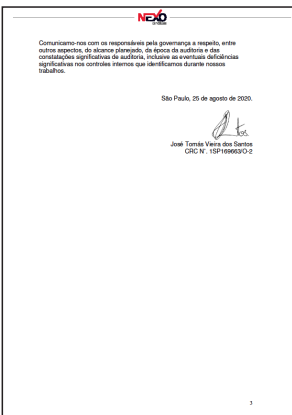 NEXO
Comunicamo-nos com os responsáveis pela governança a respeito, entre
outros aspectos, do alcance planejado, da época da auditoria e das
constatações significativas de auditoria, inclusive as eventuais deficiências
significativas nos controles internos que identificamos durante nossos
trabalhos.
São Paulo, 25 de agosto de 2020.
José Tomás Vieira dos Santos
CRC N°. 1SP169663/O-2
3